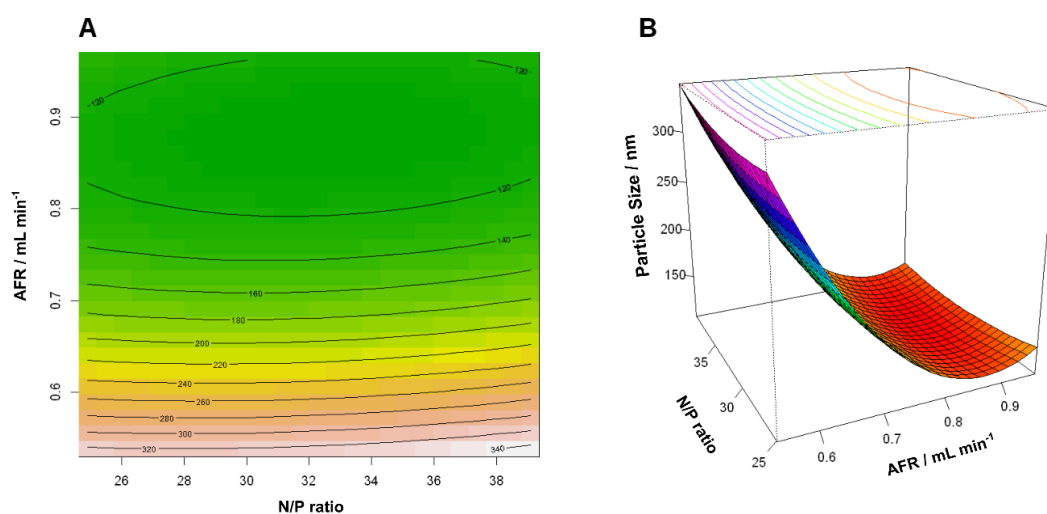 A
B
120
120
120
140
160
180
200
220
240
260
280
300
320
340
0.9
0.8
0.7
0.6
AFR / mL min⁻¹
26 28 30 32 34 36 38
N/P ratio
300
250
200
150
Particle Size / nm
35
30
25
N/P ratio
0.6 0.7 0.8 0.9
AFR / mL min⁻¹